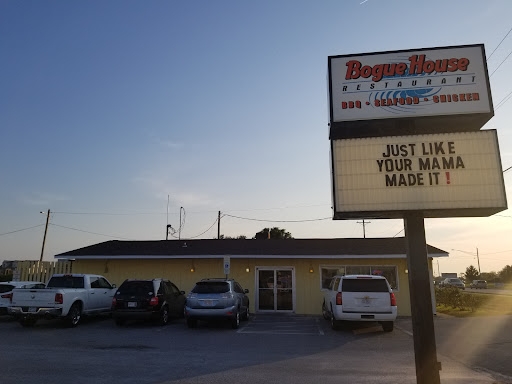 Bogue House
RESTAURANT
BBQ • SEAFOOD • CHICKEN
JUST LIKE
YOUR MAMA
MADE IT!